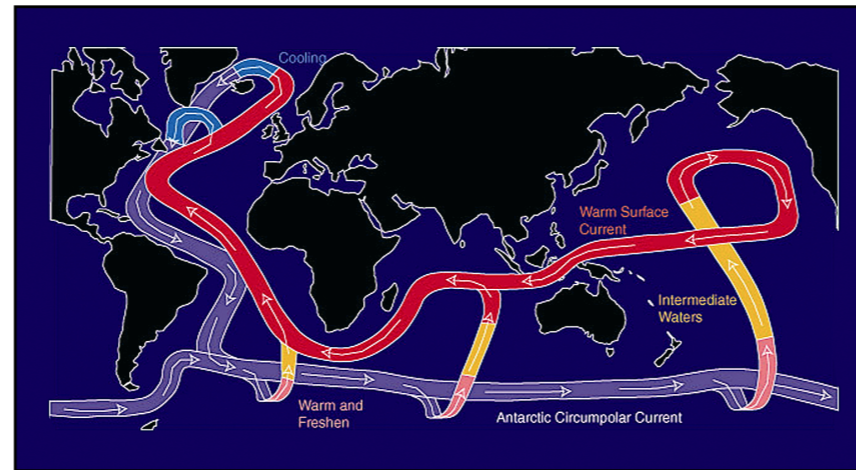 Cooling
Warm Surface
Current
Intermediate
Waters
Warm and
Freshen
Antarctic Circumpolar Current